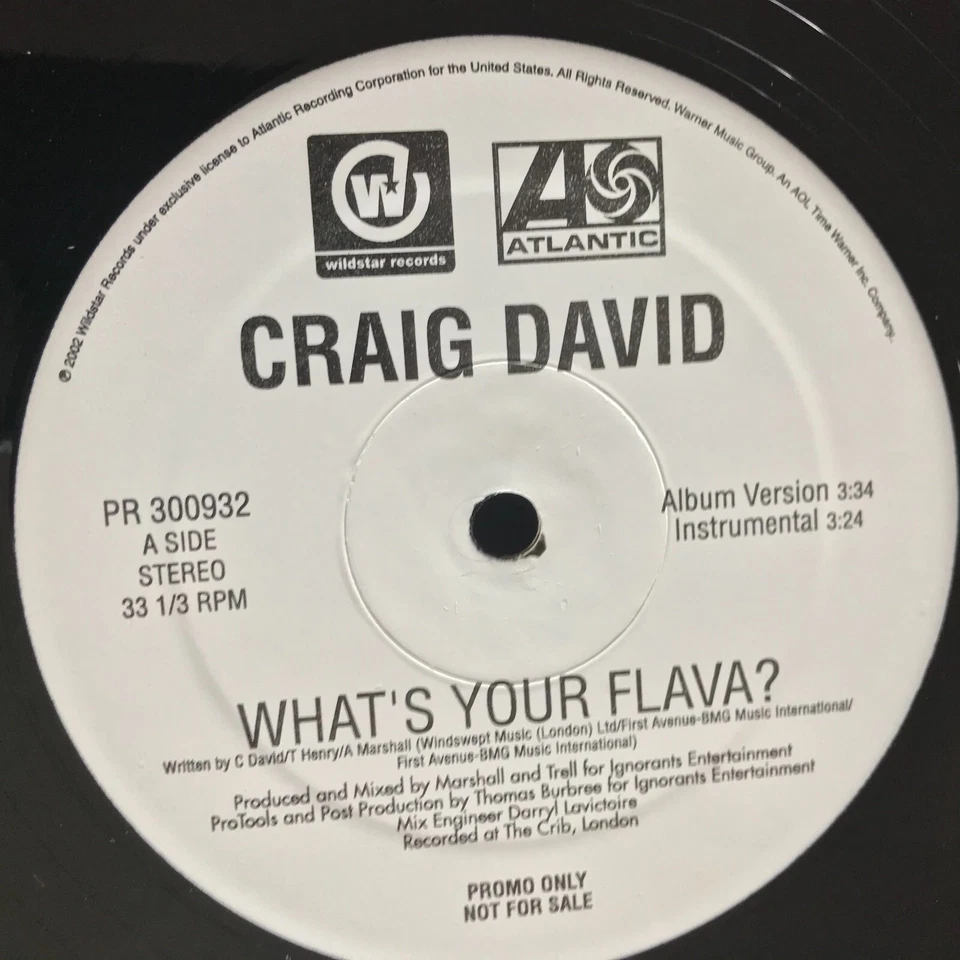 ℗ 2002 Wildstar Records under exclusive license to Atlantic Recording Corporation for the United States. All Rights Reserved. Warner Music Group. An AOL Time Warner Inc. Company.
W
wildstar records
A
ATLANTIC
CRAIG DAVID
PR 300932
A SIDE
STEREO
33 1/3 RPM
Album Version 3:34
Instrumental 3:24
WHAT'S YOUR FLAVA?
Written by C David/T Henry/A Marshall (Windswept Music (London) Ltd/First Avenue-BMG Music International/
First Avenue-BMG Music International)
Produced and Mixed by Marshall and Trell for Ignorants Entertainment
ProTools and Post Production by Thomas Burbree for Ignorants Entertainment
Mix Engineer Darryl Lavictoire
Recorded at The Crib, London
PROMO ONLY
NOT FOR SALE